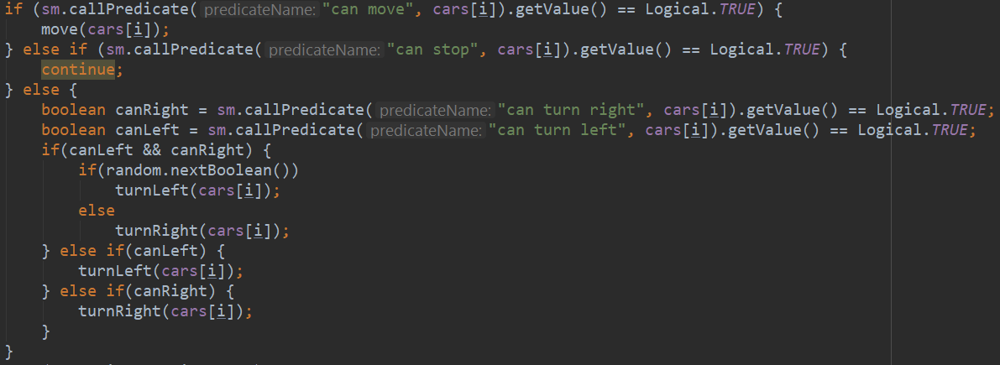 if (sm.callPredicate( predicateName: "can move", cars[i]).getValue() == Logical.TRUE) {
    move(cars[i]);
} else if (sm.callPredicate( predicateName: "can stop", cars[i]).getValue() == Logical.TRUE) {
    continue;
} else {
    boolean canRight = sm.callPredicate( predicateName: "can turn right", cars[i]).getValue() == Logical.TRUE;
    boolean canLeft = sm.callPredicate( predicateName: "can turn left", cars[i]).getValue() == Logical.TRUE;
    if(canLeft && canRight) {
        if(random.nextBoolean())
            turnLeft(cars[i]);
        else
            turnRight(cars[i]);
    } else if(canLeft) {
        turnLeft(cars[i]);
    } else if(canRight) {
        turnRight(cars[i]);
    }
}